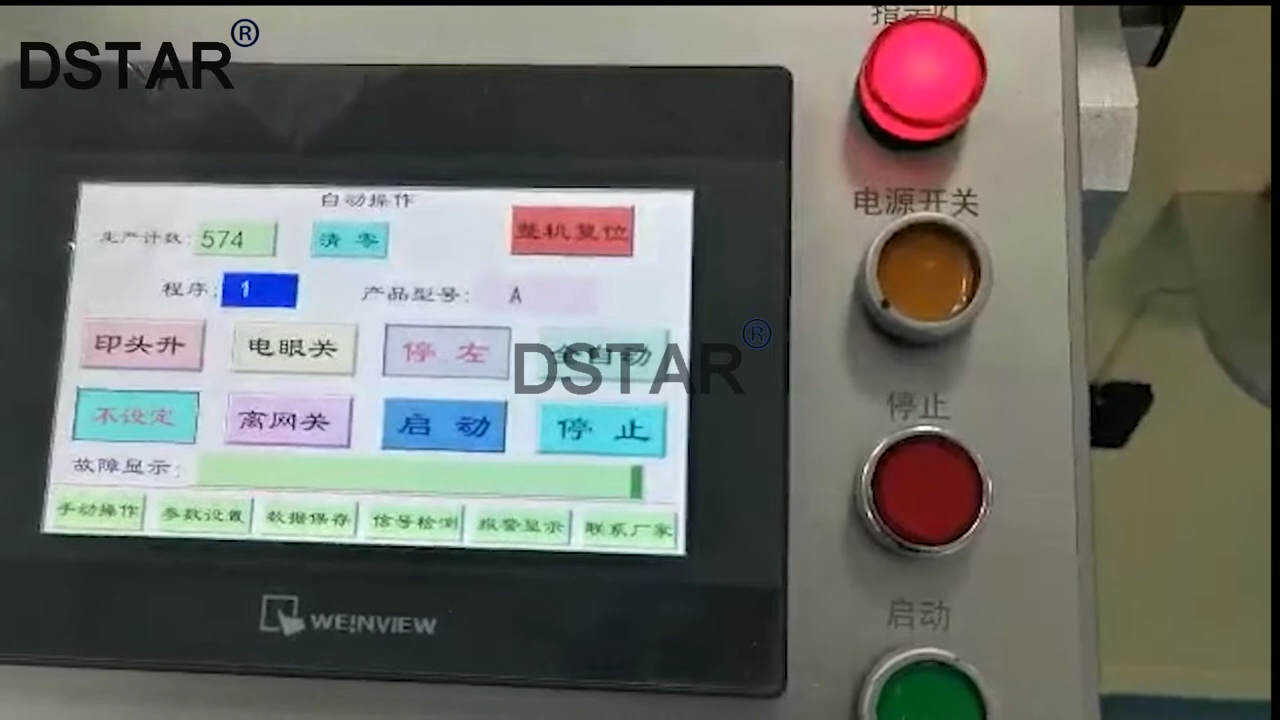 DSTAR®
指示灯
自动操作
生产计数: 574 清 零 整机复位
电源开关
程序: 1 产品型号: A
印头升 电眼关 停 左 全自动
DSTAR®
不设定 离网关 启 动 停 止
停止
故障显示:
手动操作 参数设置 数据保存 信号检测 报警显示 联系厂家
WEINVIEW
启动